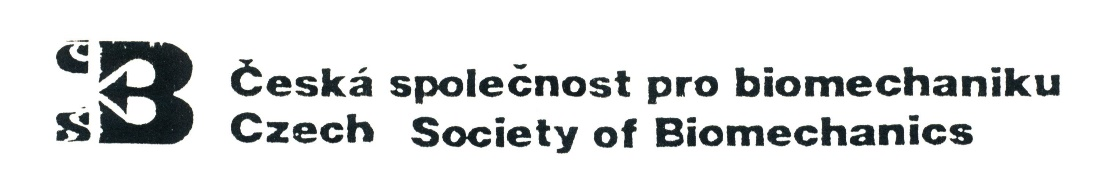 Č
S
B
Česká společnost pro biomechaniku
Czech Society of Biomechanics